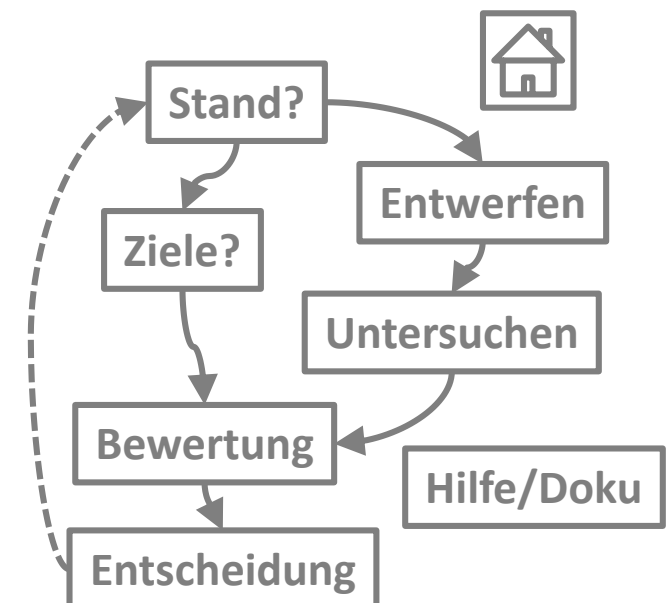 Stand?
Entwerfen
Ziele?
Untersuchen
Bewertung
Hilfe/Doku
Entscheidung